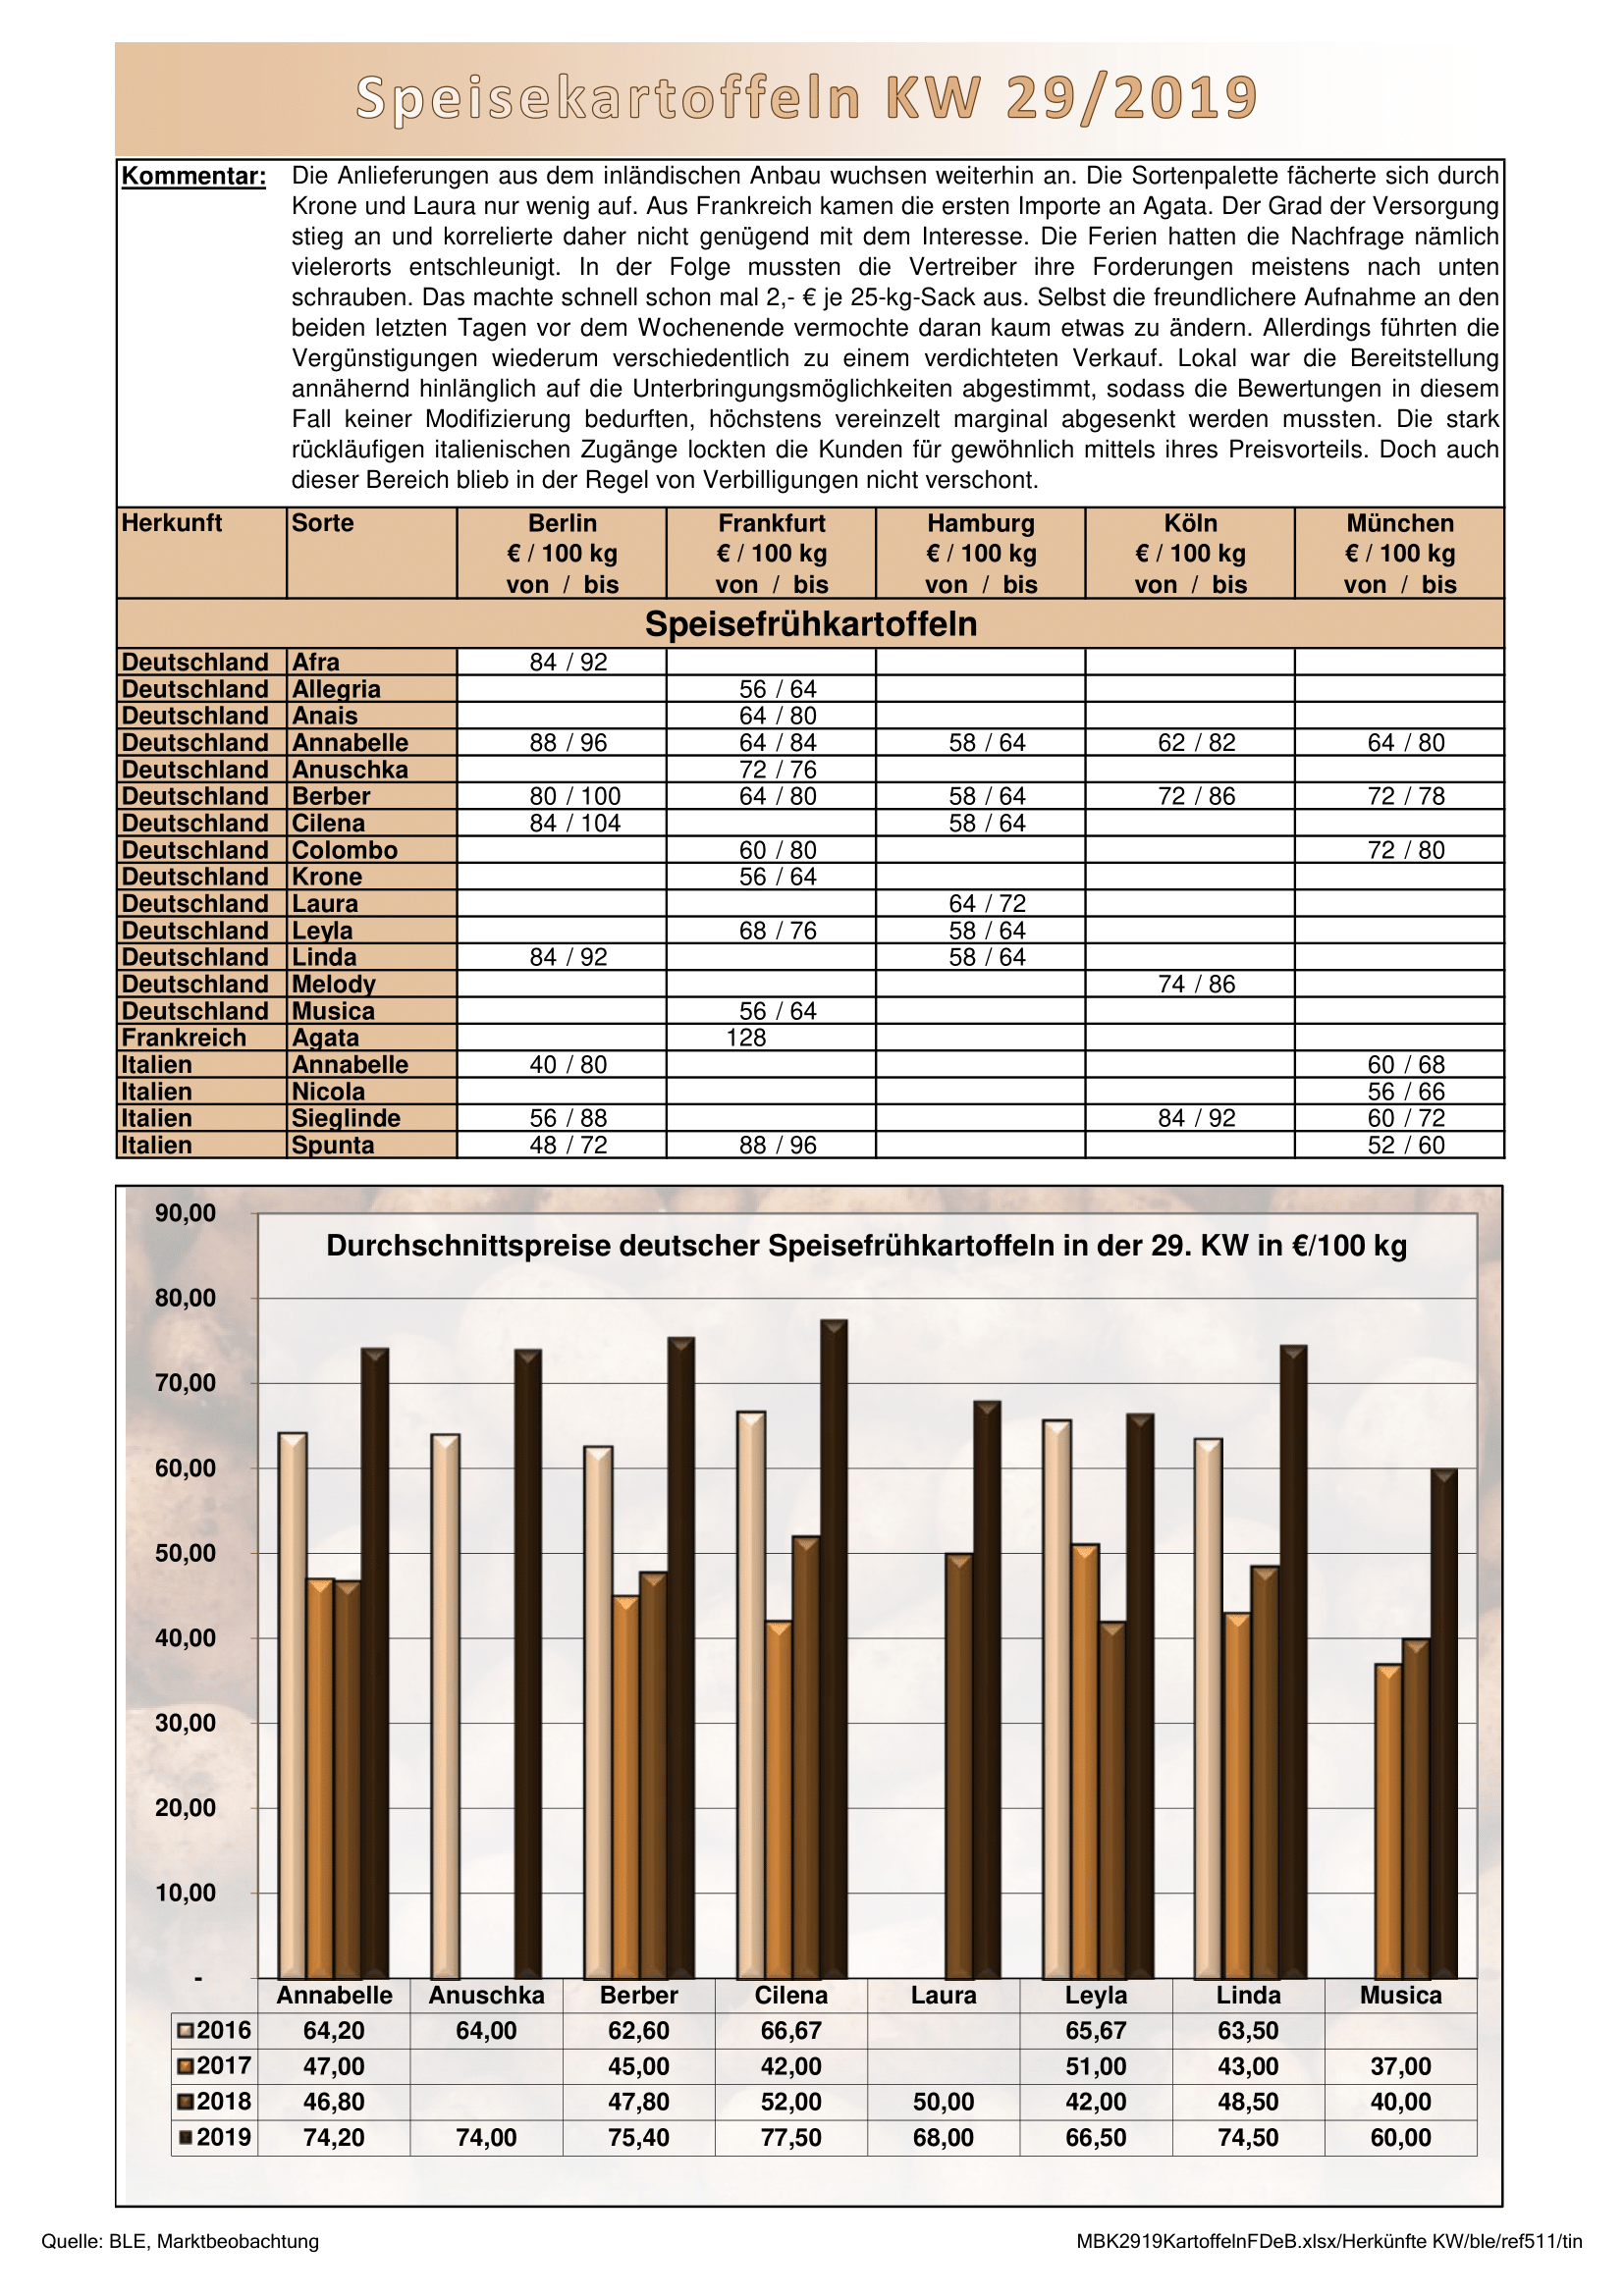 Speisekartoffeln KW 29/2019
Kommentar: Die Anlieferungen aus dem inländischen Anbau wuchsen weiterhin an. Die Sortenpalette fächerte sich durch
Krone und Laura nur wenig auf. Aus Frankreich kamen die ersten Importe an Agata. Der Grad der Versorgung
stieg an und korrelierte daher nicht genügend mit dem Interesse. Die Ferien hatten die Nachfrage nämlich
vielerorts entschleunigt. In der Folge mussten die Vertreiber ihre Forderungen meistens nach unten
schrauben. Das machte schnell schon mal 2,- € je 25-kg-Sack aus. Selbst die freundlichere Aufnahme an den
beiden letzten Tagen vor dem Wochenende vermochte daran kaum etwas zu ändern. Allerdings führten die
Vergünstigungen wiederum verschiedentlich zu einem verdichteten Verkauf. Lokal war die Bereitstellung
annähernd hinlänglich auf die Unterbringungsmöglichkeiten abgestimmt, sodass die Bewertungen in diesem
Fall keiner Modifizierung bedurften, höchstens vereinzelt marginal abgesenkt werden mussten. Die stark
rückläufigen italienischen Zugänge lockten die Kunden für gewöhnlich mittels ihres Preisvorteils. Doch auch
dieser Bereich blieb in der Regel von Verbilligungen nicht verschont.
Herkunft Sorte Berlin Frankfurt Hamburg Köln München
€ / 100 kg € / 100 kg € / 100 kg € / 100 kg € / 100 kg
von / bis von / bis von / bis von / bis von / bis
Speisefrühkartoffeln
Deutschland Afra 84 / 92
Deutschland Allegria 56 / 64
Deutschland Anais 64 / 80
Deutschland Annabelle 88 / 96 64 / 84 58 / 64 62 / 82 64 / 80
Deutschland Anuschka 72 / 76
Deutschland Berber 80 / 100 64 / 80 58 / 64 72 / 86 72 / 78
Deutschland Cilena 84 / 104 58 / 64
Deutschland Colombo 60 / 80 72 / 80
Deutschland Krone 56 / 64
Deutschland Laura 64 / 72
Deutschland Leyla 68 / 76 58 / 64
Deutschland Linda 84 / 92 58 / 64
Deutschland Melody 74 / 86
Deutschland Musica 56 / 64
Frankreich Agata 128
Italien Annabelle 40 / 80 60 / 68
Italien Nicola 56 / 66
Italien Sieglinde 56 / 88 84 / 92 60 / 72
Italien Spunta 48 / 72 88 / 96 52 / 60
Durchschnittspreise deutscher Speisefrühkartoffeln in der 29. KW in €/100 kg
90,00
80,00
70,00
60,00
50,00
40,00
30,00
20,00
10,00
-
Annabelle Anuschka Berber Cilena Laura Leyla Linda Musica
2016 64,20 64,00 62,60 66,67 65,67 63,50
2017 47,00 45,00 42,00 51,00 43,00 37,00
2018 46,80 47,80 52,00 50,00 42,00 48,50 40,00
2019 74,20 74,00 75,40 77,50 68,00 66,50 74,50 60,00
Quelle: BLE, Marktbeobachtung MBK2919KartoffelnFDeB.xlsx/Herkünfte KW/ble/ref511/tin